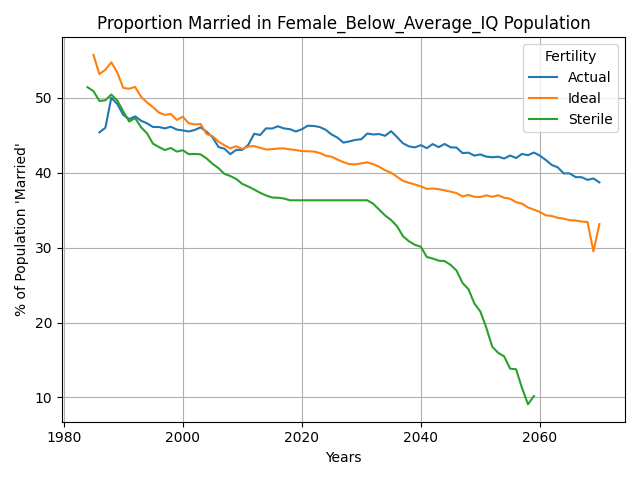 Proportion Married in Female_Below_Average_IQ Population
% of Population 'Married'
50
40
30
20
10
Fertility
Actual
Ideal
Sterile
1980
2000
2020
2040
2060
Years